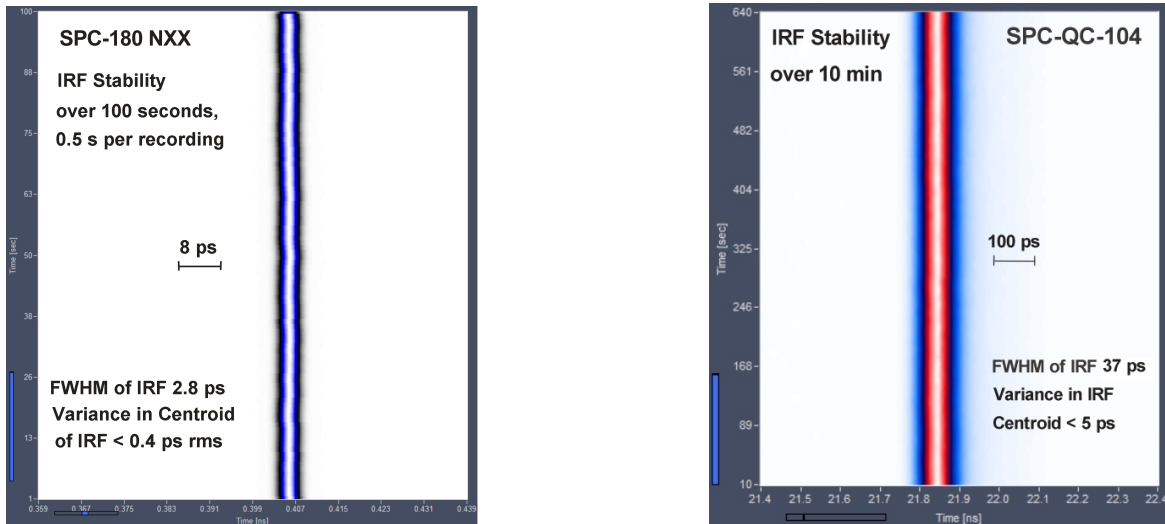 SPC-180 NXX
IRF Stability
over 100 seconds,
0.5 s per recording
8 ps
FWHM of IRF 2.8 ps
Variance in Centroid
of IRF < 0.4 ps rms
100
88
75
63
50
38
26
13
1
Time [sec]
0.359 0.367 0.375 0.383 0.391 0.399 0.407 0.415 0.423 0.431 0.439
Time [ns]
IRF Stability
over 10 min
SPC-QC-104
100 ps
FWHM of IRF 37 ps
Variance in IRF
Centroid < 5 ps
640
561
482
404
325
246
168
89
10
Time [sec]
21.4 21.5 21.6 21.7 21.8 21.9 22.0 22.1 22.2 22.3 22.4
Time [ns]